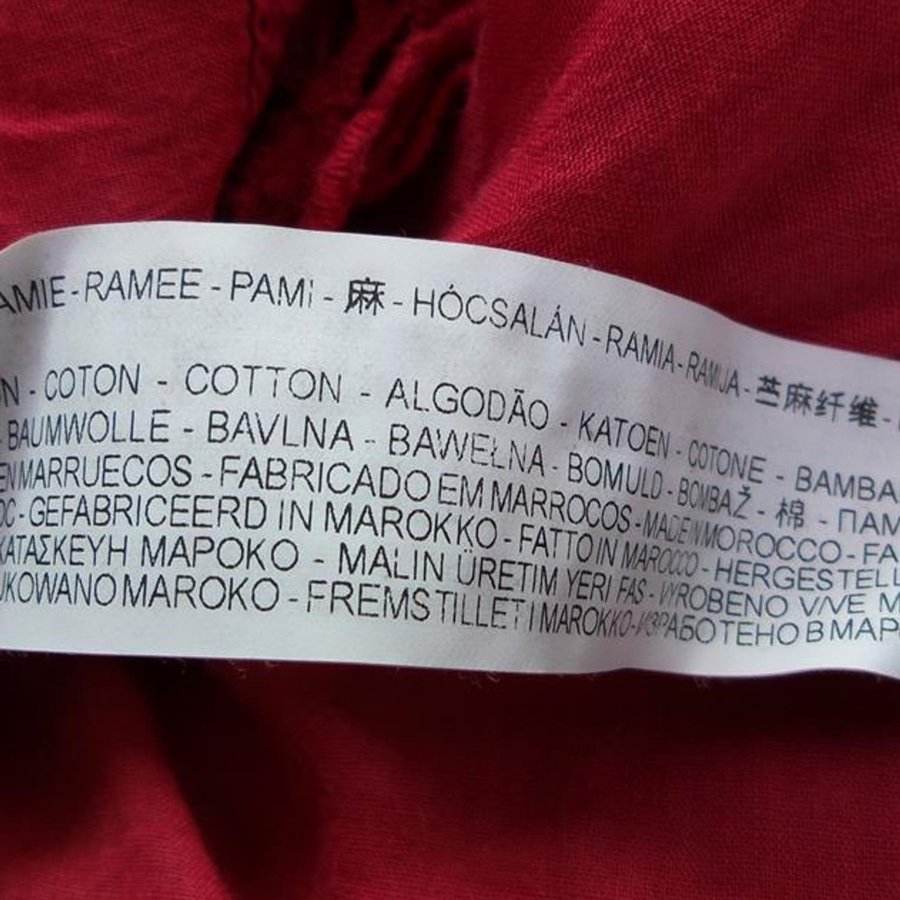 AMIE-RAMEE - PAMi - 麻 - HÓCSALÁN - RAMIA - RAMIJA - 苎麻纤维 -
N - COTON - COTTON - ALGODÃO - KATOEN - COTONE - BAMBA
- BAUMWOLLE - BAVLNA - BAWEŁNA - BOMULD - BOMBAŽ - 棉 - ПАМ
EN MARRUECOS - FABRICADO EM MARROCOS - MADE IN MOROCCO - FA
OC - GEFABRICEERD IN MAROKKO - FATTO IN MAROCCO - HERGESTELL
ΚΑΤΑΣΚΕΥΗ ΜΑΡΟΚΟ - MALIN ÜRETIM YERI FAS - VYROBENO V/VE M
UKOWANO MAROKO - FREMSTILLET I MAROKKO - ИЗРАБОТЕНО В МАР